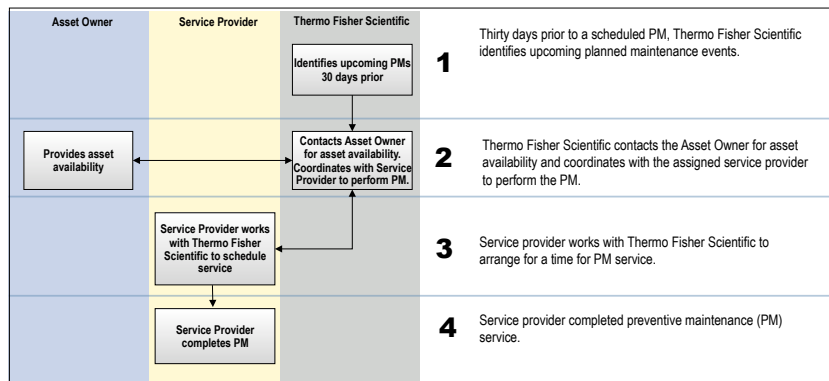 Asset Owner
Service Provider
Thermo Fisher Scientific
Identifies upcoming PMs
30 days prior
1
Thirty days prior to a scheduled PM, Thermo Fisher Scientific
identifies upcoming planned maintenance events.
Provides asset
availability
Contacts Asset Owner
for asset availability.
Coordinates with Service
Provider to perform PM.
2
Thermo Fisher Scientific contacts the Asset Owner for asset
availability and coordinates with the assigned service provider
to perform the PM.
Service Provider works
with Thermo Fisher
Scientific to schedule
service
3
Service provider works with Thermo Fisher Scientific to
arrange for a time for PM service.
Service Provider
completes PM
4
Service provider completed preventive maintenance (PM)
service.